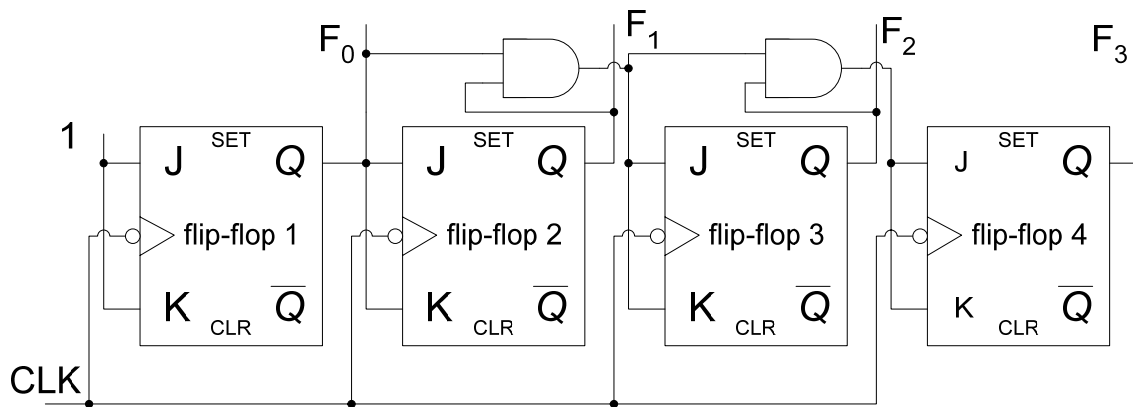 F0 F1 F2 F3
1
SET SET SET SET
J Q J Q J Q J Q
flip-flop 1 flip-flop 2 flip-flop 3 flip-flop 4
K Q K Q K Q K Q
CLR CLR CLR CLR
CLK